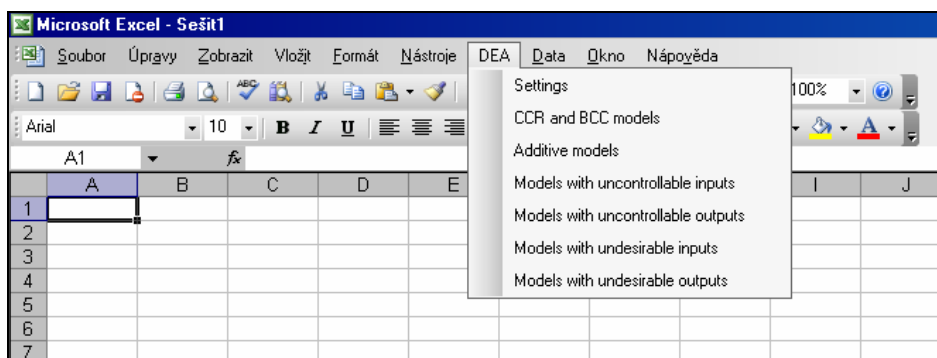 Microsoft Excel - Sešit1
Soubor Úpravy Zobrazit Vložit Formát Nástroje DEA Data Okno Nápověda
Settings
100%
CCR and BCC models
Arial 10 B I U A
A1 fx
Additive models
A B C D E I J
Models with uncontrollable inputs
1
Models with uncontrollable outputs
2
Models with undesirable inputs
3
Models with undesirable outputs
4
5
6
7